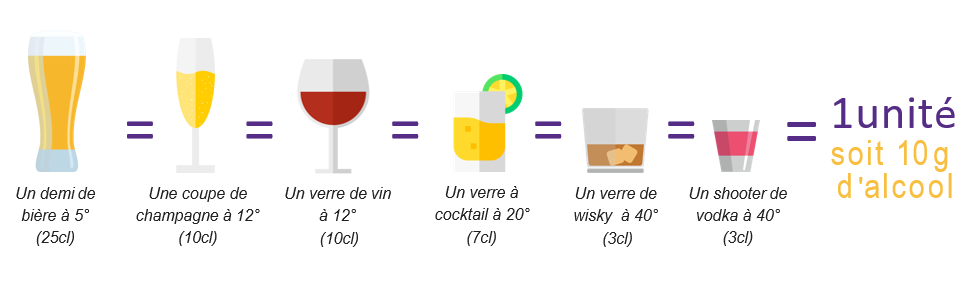 Un demi de
bière à 5°
(25cl)
=
Une coupe de
champagne à 12°
(10cl)
=
Un verre de vin
à 12°
(10cl)
=
Un verre à
cocktail à 20°
(7cl)
=
Un verre de
wisky à 40°
(3cl)
=
Un shooter de
vodka à 40°
(3cl)
=
1unité
soit 10g
d'alcool